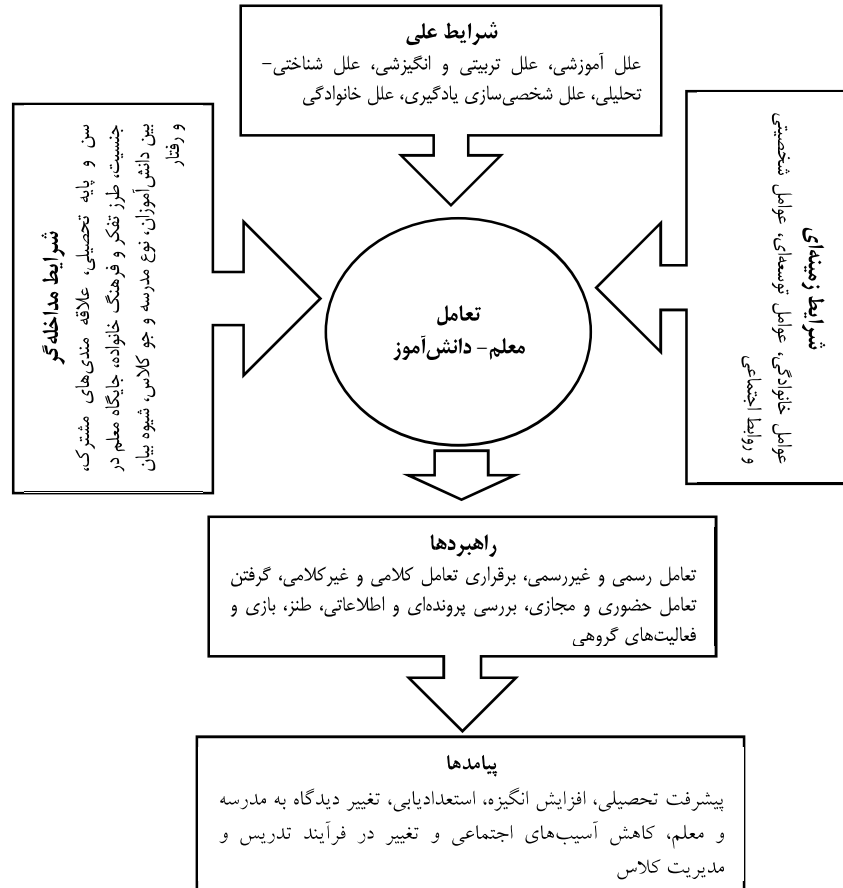 شرایط علی
علل آموزشی، علل تربیتی و انگیزشی، علل شناختی-
تحلیلی، علل شخصی‌سازی یادگیری، علل خانوادگی
شرایط زمینه‌ای
عوامل خانوادگی، عوامل توسعه‌ای، عوامل شخصیتی
و روابط اجتماعی
شرایط مداخله‌گر
سن و پایه تحصیلی، علاقه مندی‌های مشترک،
جنسیت، طرز تفکر و فرهنگ خانواده، جایگاه معلم در
بین دانش‌آموزان، نوع مدرسه و جو کلاس، شیوه بیان
و رفتار
تعامل
معلم- دانش‌آموز
راهبردها
تعامل رسمی و غیررسمی، برقراری تعامل کلامی و غیرکلامی، گرفتن
تعامل حضوری و مجازی، بررسی پرونده‌ای و اطلاعاتی، طنز، بازی و
فعالیت‌های گروهی
پیامدها
پیشرفت تحصیلی، افزایش انگیزه، استعدادیابی، تغییر دیدگاه به مدرسه
و معلم، کاهش آسیب‌های اجتماعی و تغییر در فرآیند تدریس و
مدیریت کلاس